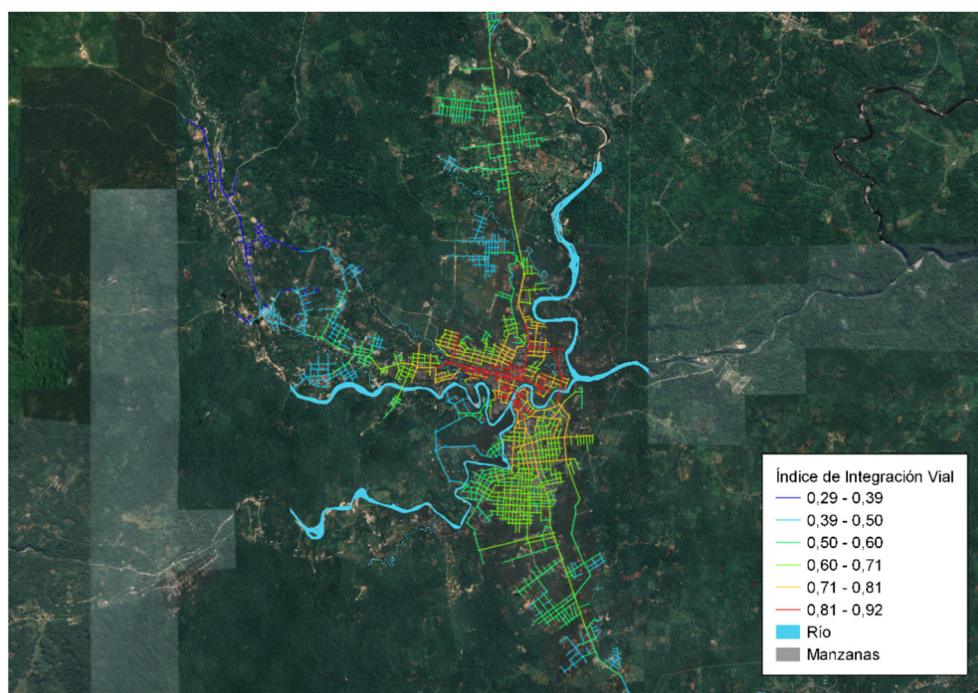 Índice de Integración Vial
0,29 - 0,39
0,39 - 0,50
0,50 - 0,60
0,60 - 0,71
0,71 - 0,81
0,81 - 0,92
Río
Manzanas